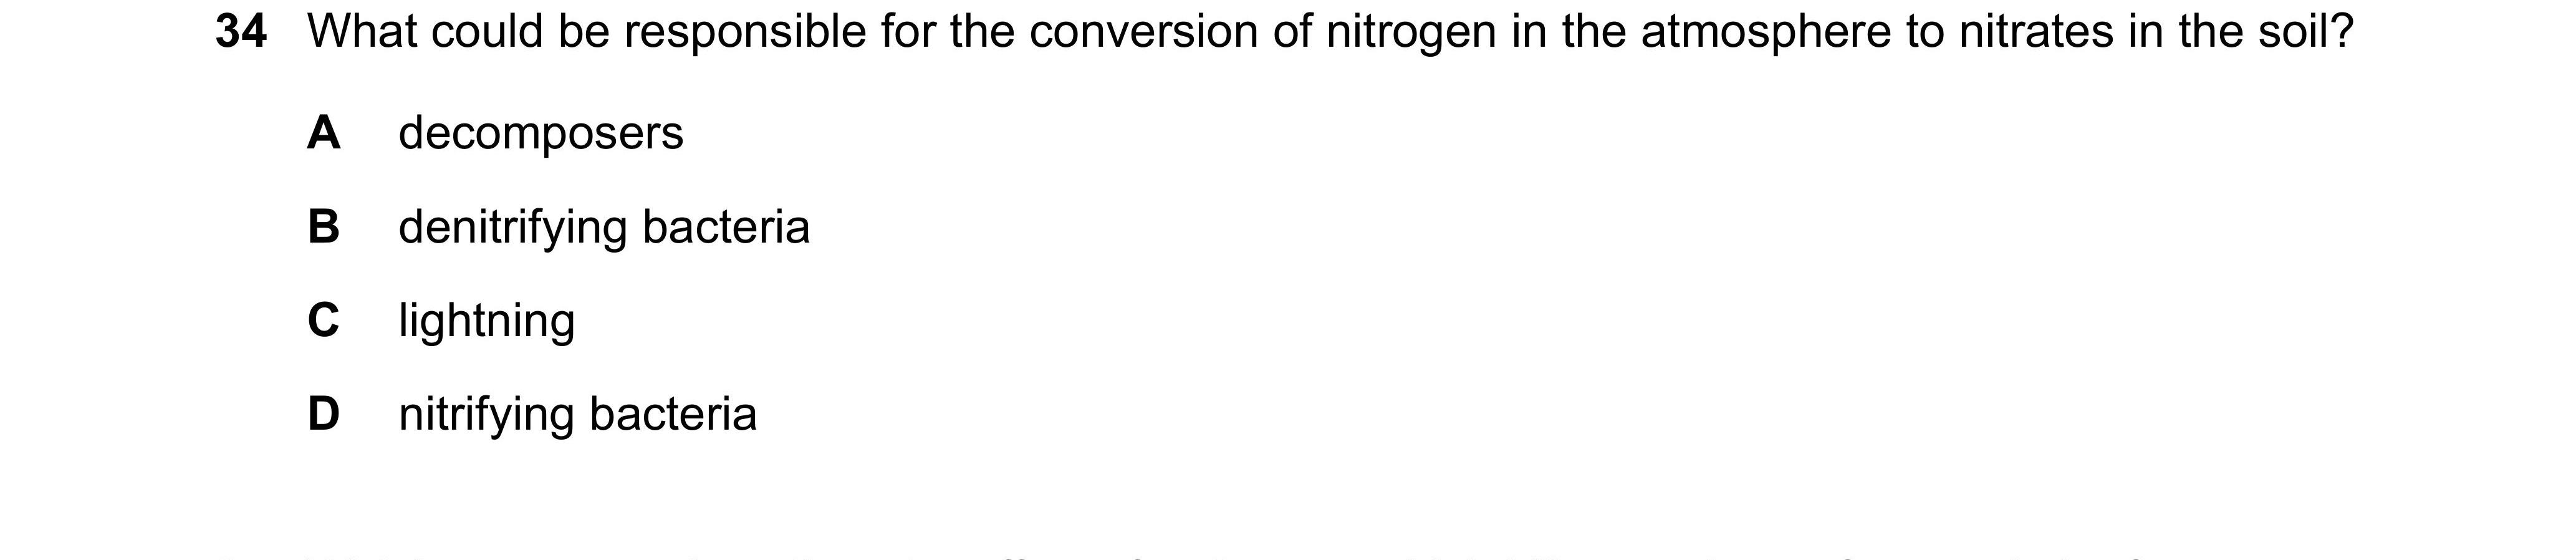 34 What could be responsible for the conversion of nitrogen in the atmosphere to nitrates in the soil?
A decomposers
B denitrifying bacteria
C lightning
D nitrifying bacteria